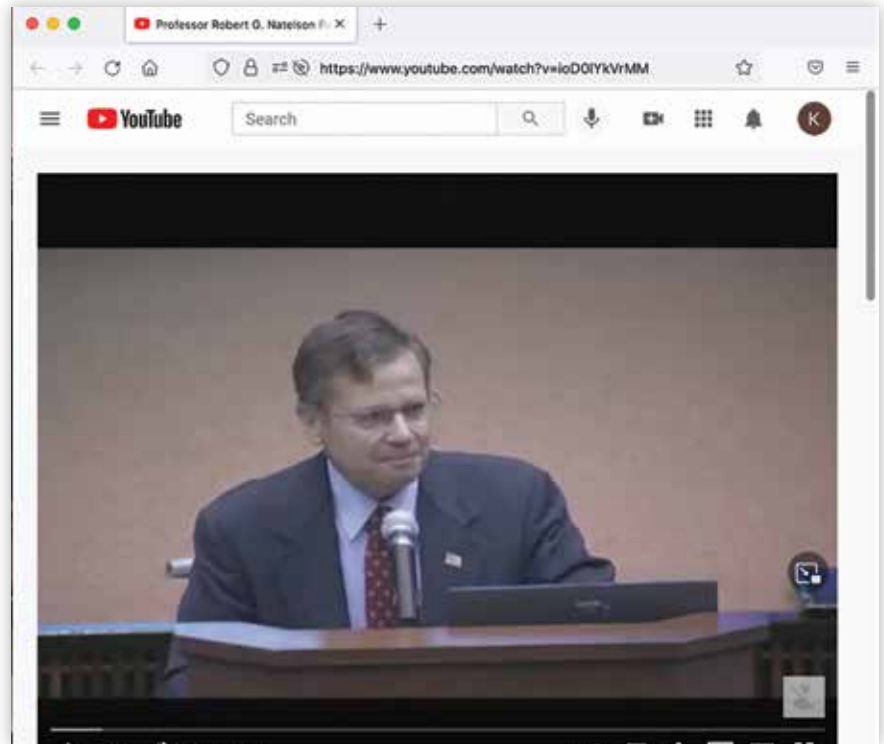 Professor Robert G. Natelson
https://www.youtube.com/watch?v=ioD0IYkVrMM
YouTube
Search
K